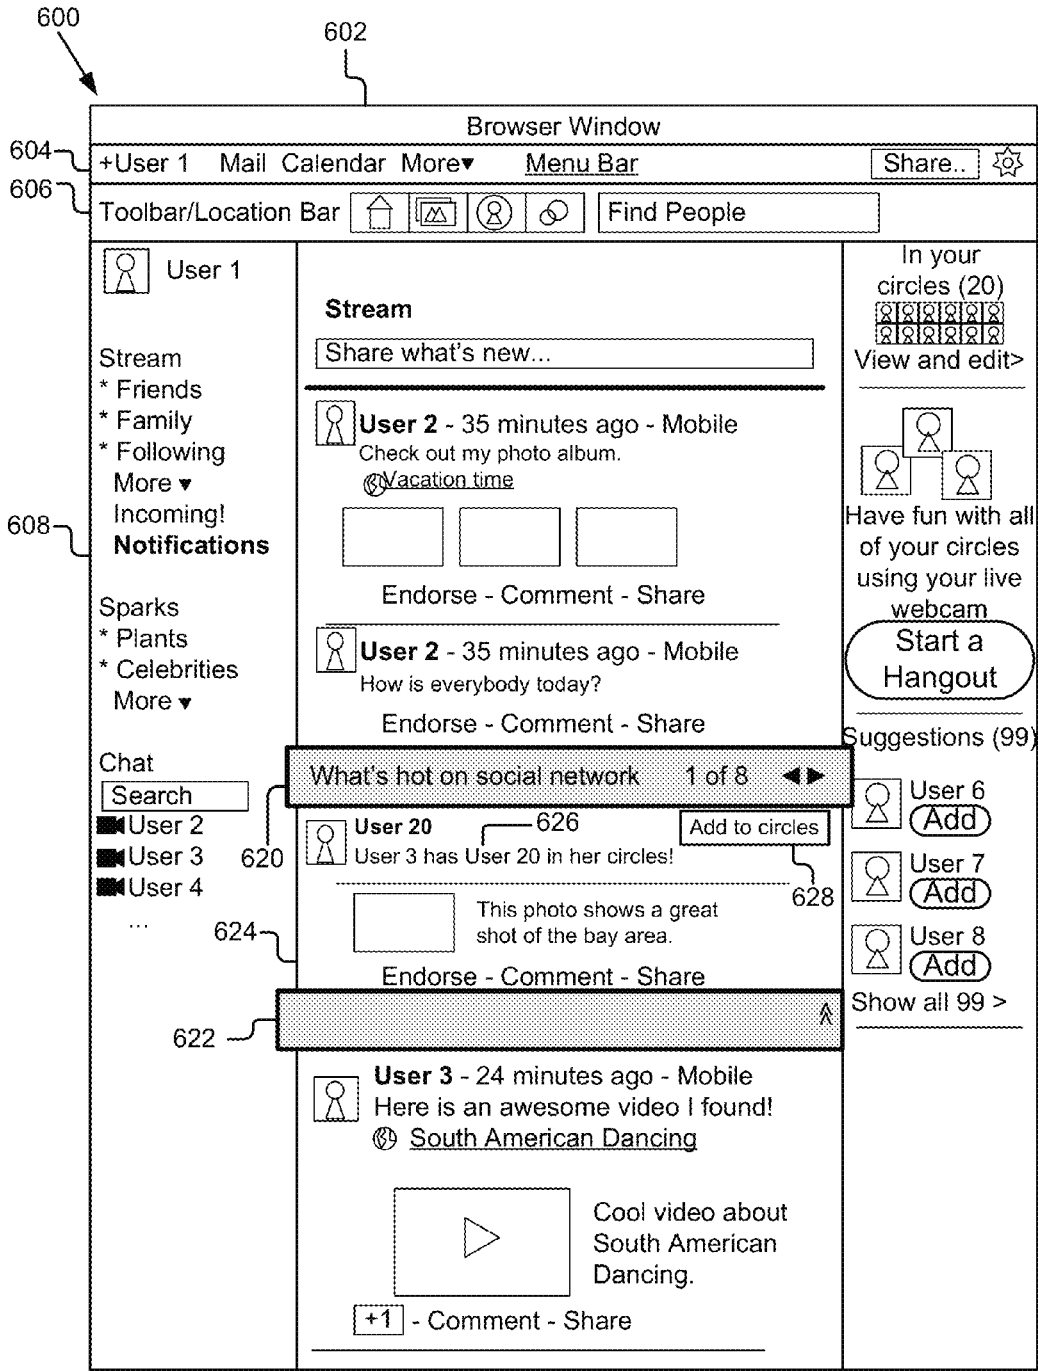 600
602
Browser Window
604
+User 1 Mail Calendar More▾ Menu Bar Share..
606
Toolbar/Location Bar Find People
User 1
Stream
* Friends
* Family
* Following
More ▾
Incoming!
Notifications
608
Sparks
* Plants
* Celebrities
More ▾
Chat
Search
User 2
User 3
User 4
...
Stream
Share what's new...
User 2 - 35 minutes ago - Mobile
Check out my photo album.
Vacation time
Endorse - Comment - Share
User 2 - 35 minutes ago - Mobile
How is everybody today?
Endorse - Comment - Share
What's hot on social network 1 of 8 ◀▶
620
User 20
626
Add to circles
User 3 has User 20 in her circles!
628
This photo shows a great
shot of the bay area.
624
Endorse - Comment - Share
622
User 3 - 24 minutes ago - Mobile
Here is an awesome video I found!
South American Dancing
Cool video about
South American
Dancing.
+1 - Comment - Share
In your
circles (20)
View and edit>
Have fun with all
of your circles
using your live
webcam
Start a
Hangout
Suggestions (99)
User 6
Add
User 7
Add
User 8
Add
Show all 99 >